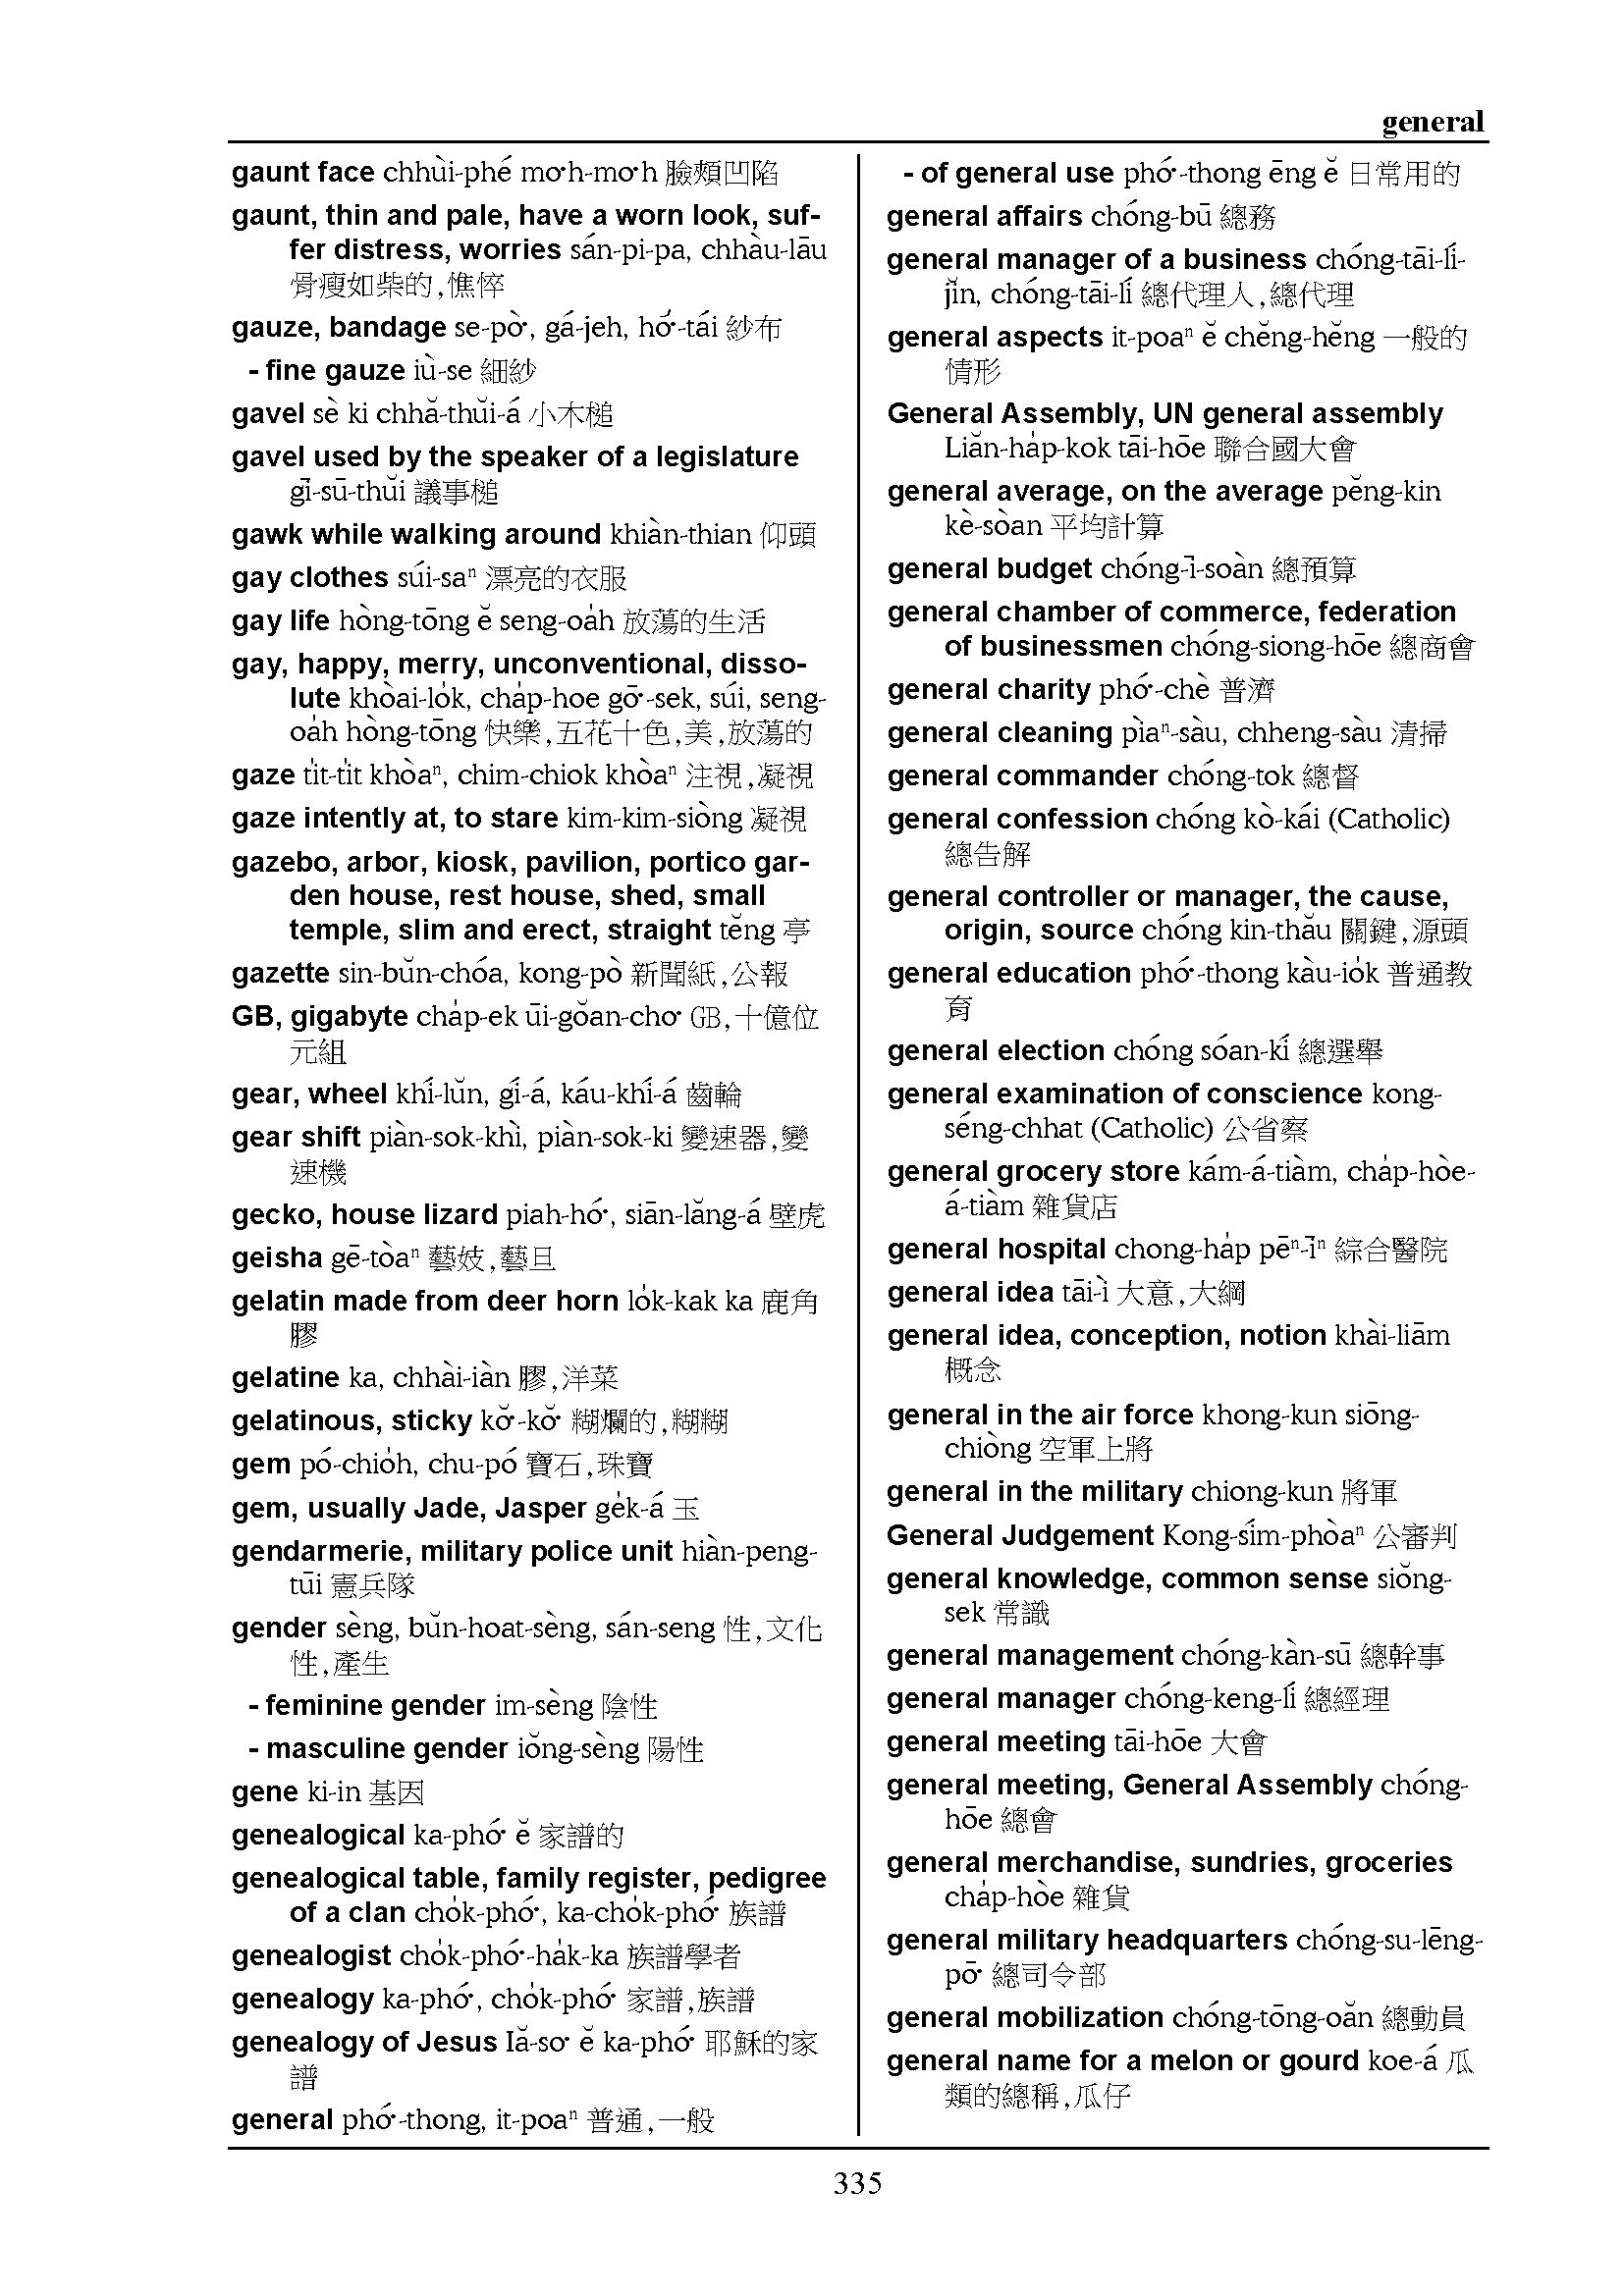 general
gaunt face chhùi-phé mo͘h-mo͘h 臉頰凹陷
gaunt, thin and pale, have a worn look, suf-
fer distress, worries sán-pi-pa, chhàu-lāu
骨瘦如柴的,憔悴
gauze, bandage se-pò͘, gá-jeh, hó͘-tái 紗布
- fine gauze iù-se 細紗
gavel sè ki chhă-thŭi-á 小木槌
gavel used by the speaker of a legislature
gī-sū-thŭi 議事槌
gawk while walking around khiàn-thian 仰頭
gay clothes súi-saⁿ 漂亮的衣服
gay life hòng-tōng ĕ seng-oa̍h 放蕩的生活
gay, happy, merry, unconventional, disso-
lute khòai-lo̍k, cha̍p-hoe gō͘-sek, súi, seng-
oa̍h hòng-tōng 快樂,五花十色,美,放蕩的
gaze ti̍t-ti̍t khòaⁿ, chim-chiok khòaⁿ 注視,凝視
gaze intently at, to stare kim-kim-siòng 凝視
gazebo, arbor, kiosk, pavilion, portico gar-
den house, rest house, shed, small
temple, slim and erect, straight tĕng 亭
gazette sin-bŭn-chóa, kong-pò 新聞紙,公報
GB, gigabyte cha̍p-ek ūi-gŏan-cho͘ GB,十億位
元組
gear, wheel khí-lŭn, gí-á, káu-khí-á 齒輪
gear shift piàn-sok-khì, piàn-sok-ki 變速器,變
速機
gecko, house lizard piah-hó͘, siān-lăng-á 壁虎
geisha gē-tòaⁿ 藝妓,藝旦
gelatin made from deer horn lo̍k-kak ka 鹿角
膠
gelatine ka, chhài-iàn 膠,洋菜
gelatinous, sticky kŏ͘-kŏ͘ 糊爛的,糊糊
gem pó-chio̍h, chu-pó 寶石,珠寶
gem, usually Jade, Jasper ge̍k-á 玉
gendarmerie, military police unit hiàn-peng-
tūi 憲兵隊
gender sèng, bŭn-hoat-sèng, sán-seng 性,文化
性,產生
- feminine gender im-sèng 陰性
- masculine gender iŏng-sèng 陽性
gene ki-in 基因
genealogical ka-phó͘ ĕ 家譜的
genealogical table, family register, pedigree
of a clan cho̍k-phó͘, ka-cho̍k-phó͘ 族譜
genealogist cho̍k-phó͘-ha̍k-ka 族譜學者
genealogy ka-phó͘, cho̍k-phó͘ 家譜,族譜
genealogy of Jesus Iă-so͘ ĕ ka-phó͘ 耶穌的家
譜
general phó͘-thong, it-poaⁿ 普通,一般
- of general use phó͘-thong ēng ĕ 日常用的
general affairs chóng-bū 總務
general manager of a business chóng-tāi-lí-
jĭn, chóng-tāi-lí 總代理人,總代理
general aspects it-poaⁿ ĕ chĕng-hĕng 一般的
情形
General Assembly, UN general assembly
Liăn-ha̍p-kok tāi-hōe 聯合國大會
general average, on the average pĕng-kin
kè-sòan 平均計算
general budget chóng-ī-soàn 總預算
general chamber of commerce, federation
of businessmen chóng-siong-hōe 總商會
general charity phó͘-chè 普濟
general cleaning pìaⁿ-sàu, chheng-sàu 清掃
general commander chóng-tok 總督
general confession chóng kò-kái (Catholic)
總告解
general controller or manager, the cause,
origin, source chóng kin-thău 關鍵,源頭
general education phó͘-thong kàu-io̍k 普通教
育
general election chóng sóan-kí 總選舉
general examination of conscience kong-
séng-chhat (Catholic) 公省察
general grocery store kám-á-tiàm, cha̍p-hòe-
á-tiàm 雜貨店
general hospital chong-ha̍p pēⁿ-īⁿ 綜合醫院
general idea tāi-ì 大意,大綱
general idea, conception, notion khài-liām
概念
general in the air force khong-kun siōng-
chiòng 空軍上將
general in the military chiong-kun 將軍
General Judgement Kong-sím-phòaⁿ 公審判
general knowledge, common sense siŏng-
sek 常識
general management chóng-kàn-sū 總幹事
general manager chóng-keng-lí 總經理
general meeting tāi-hōe 大會
general meeting, General Assembly chóng-
hōe 總會
general merchandise, sundries, groceries
cha̍p-hòe 雜貨
general military headquarters chóng-su-lēng-
pō͘ 總司令部
general mobilization chóng-tōng-oăn 總動員
general name for a melon or gourd koe-á 瓜
類的總稱,瓜仔
335